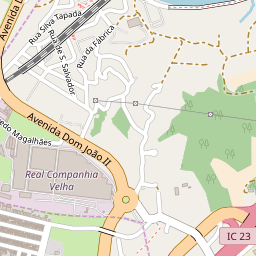 Rua Silva Tapada
Rua de S.
Salvador
Rua da Fábrica
Avenida
Avenida Dom João II
Magalhães
Real Companhia
Velha
IC 23